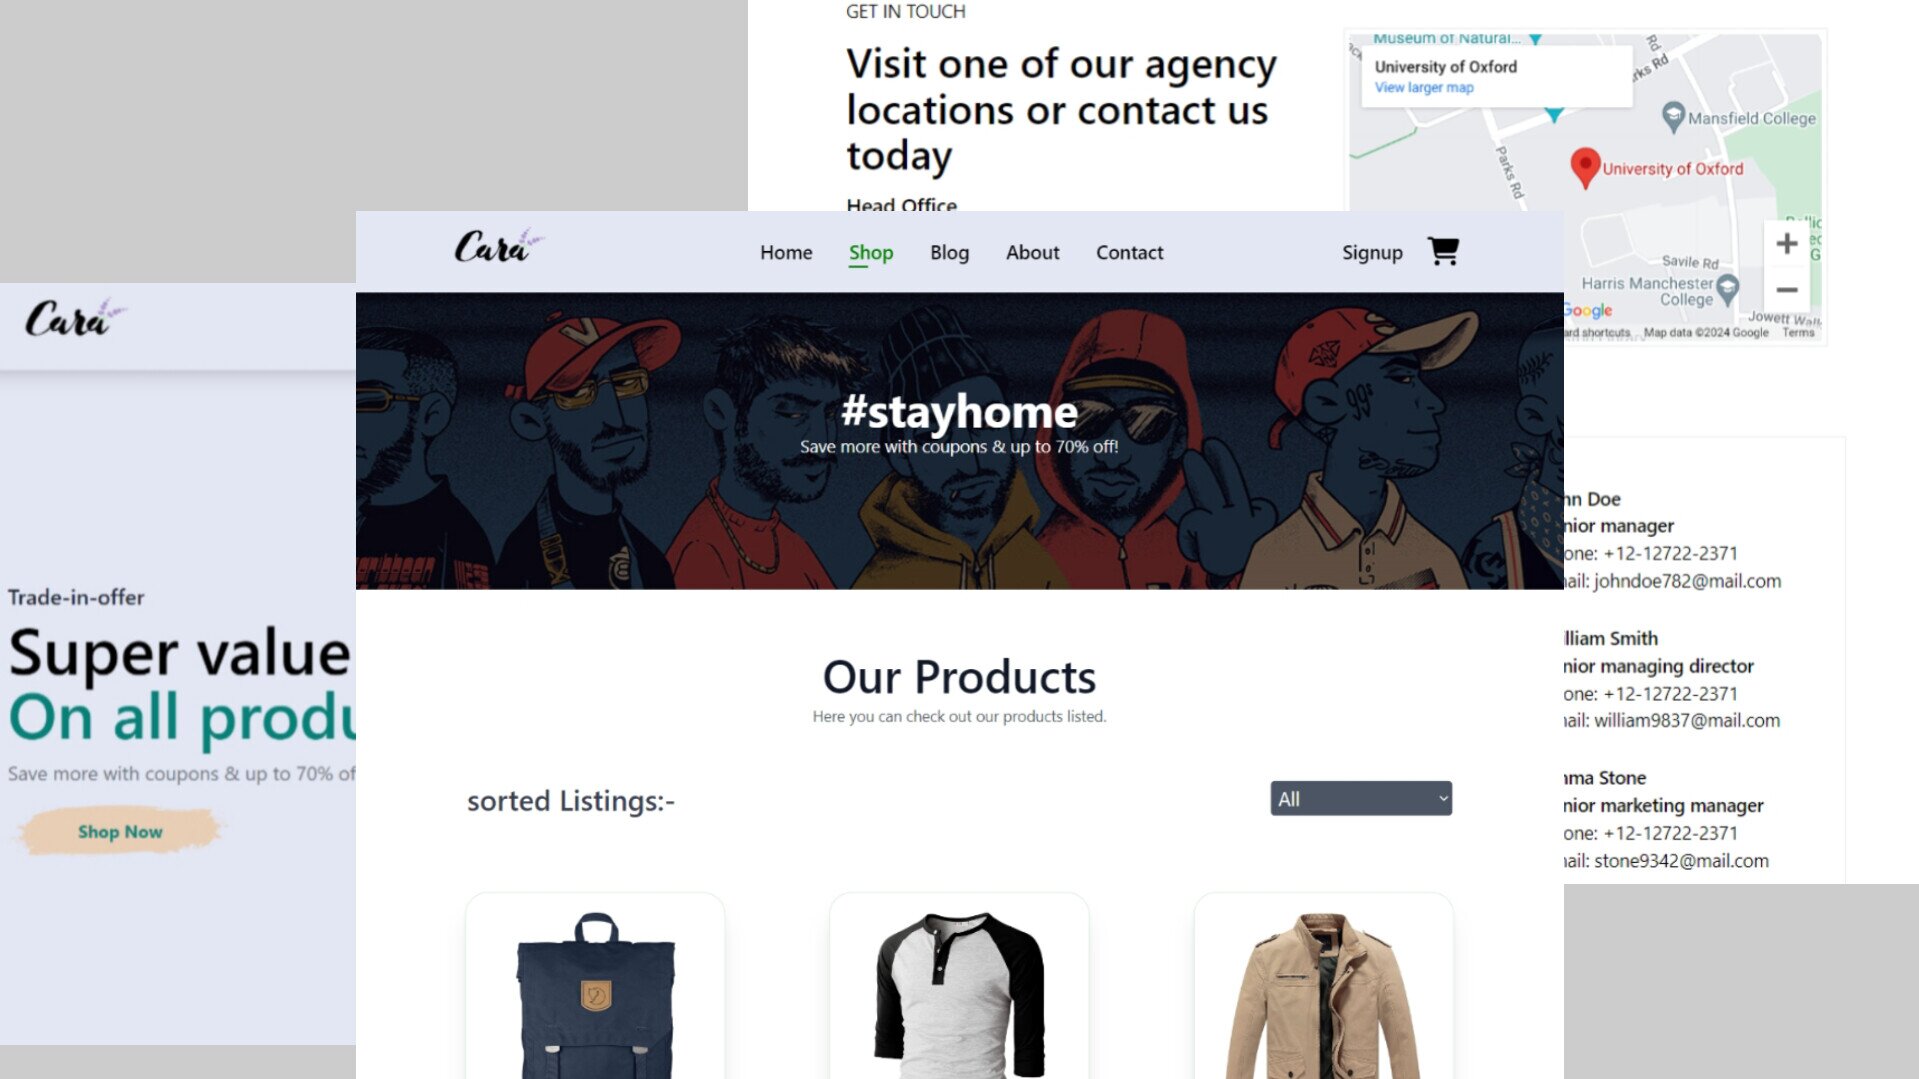 GET IN TOUCH
Visit one of our agency
locations or contact us
today
Head Office
Museum of Natural...
University of Oxford
View larger map
Rd
Parks Rd
Mansfield College
University of Oxford
Savile Rd
Harris Manchester
College
Jowett Walk
Google
Map data ©2024 Google
Terms
Cara
Home
Shop
Blog
About
Contact
Signup
#stayhome
Save more with coupons & up to 70% off!
Our Products
Here you can check out our products listed.
sorted Listings:-
All
Cara
Trade-in-offer
Super value
On all produ
Save more with coupons & up to 70% of
Shop Now
hn Doe
nior manager
one: +12-12722-2371
ail: johndoe782@mail.com
lliam Smith
nior managing director
one: +12-12722-2371
ail: william9837@mail.com
ma Stone
nior marketing manager
one: +12-12722-2371
ail: stone9342@mail.com